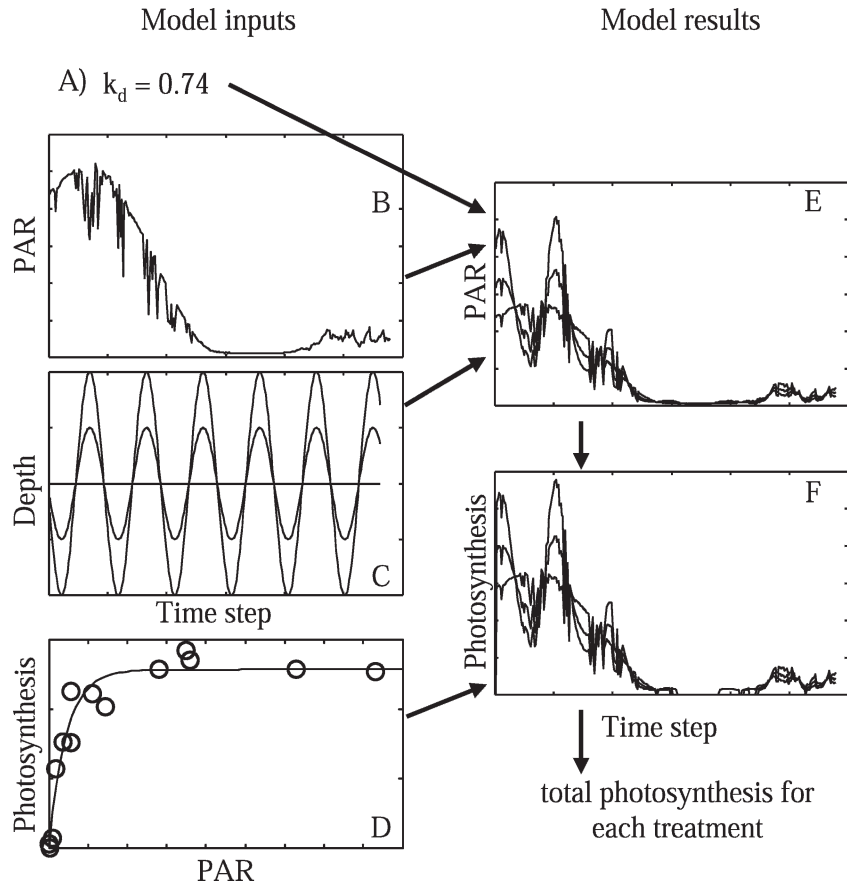 Model inputs
Model results
A) k_d = 0.74
B
PAR
E
PAR
Depth
C
Time step
F
Photosynthesis
Time step
Photosynthesis
D
PAR
total photosynthesis for
each treatment